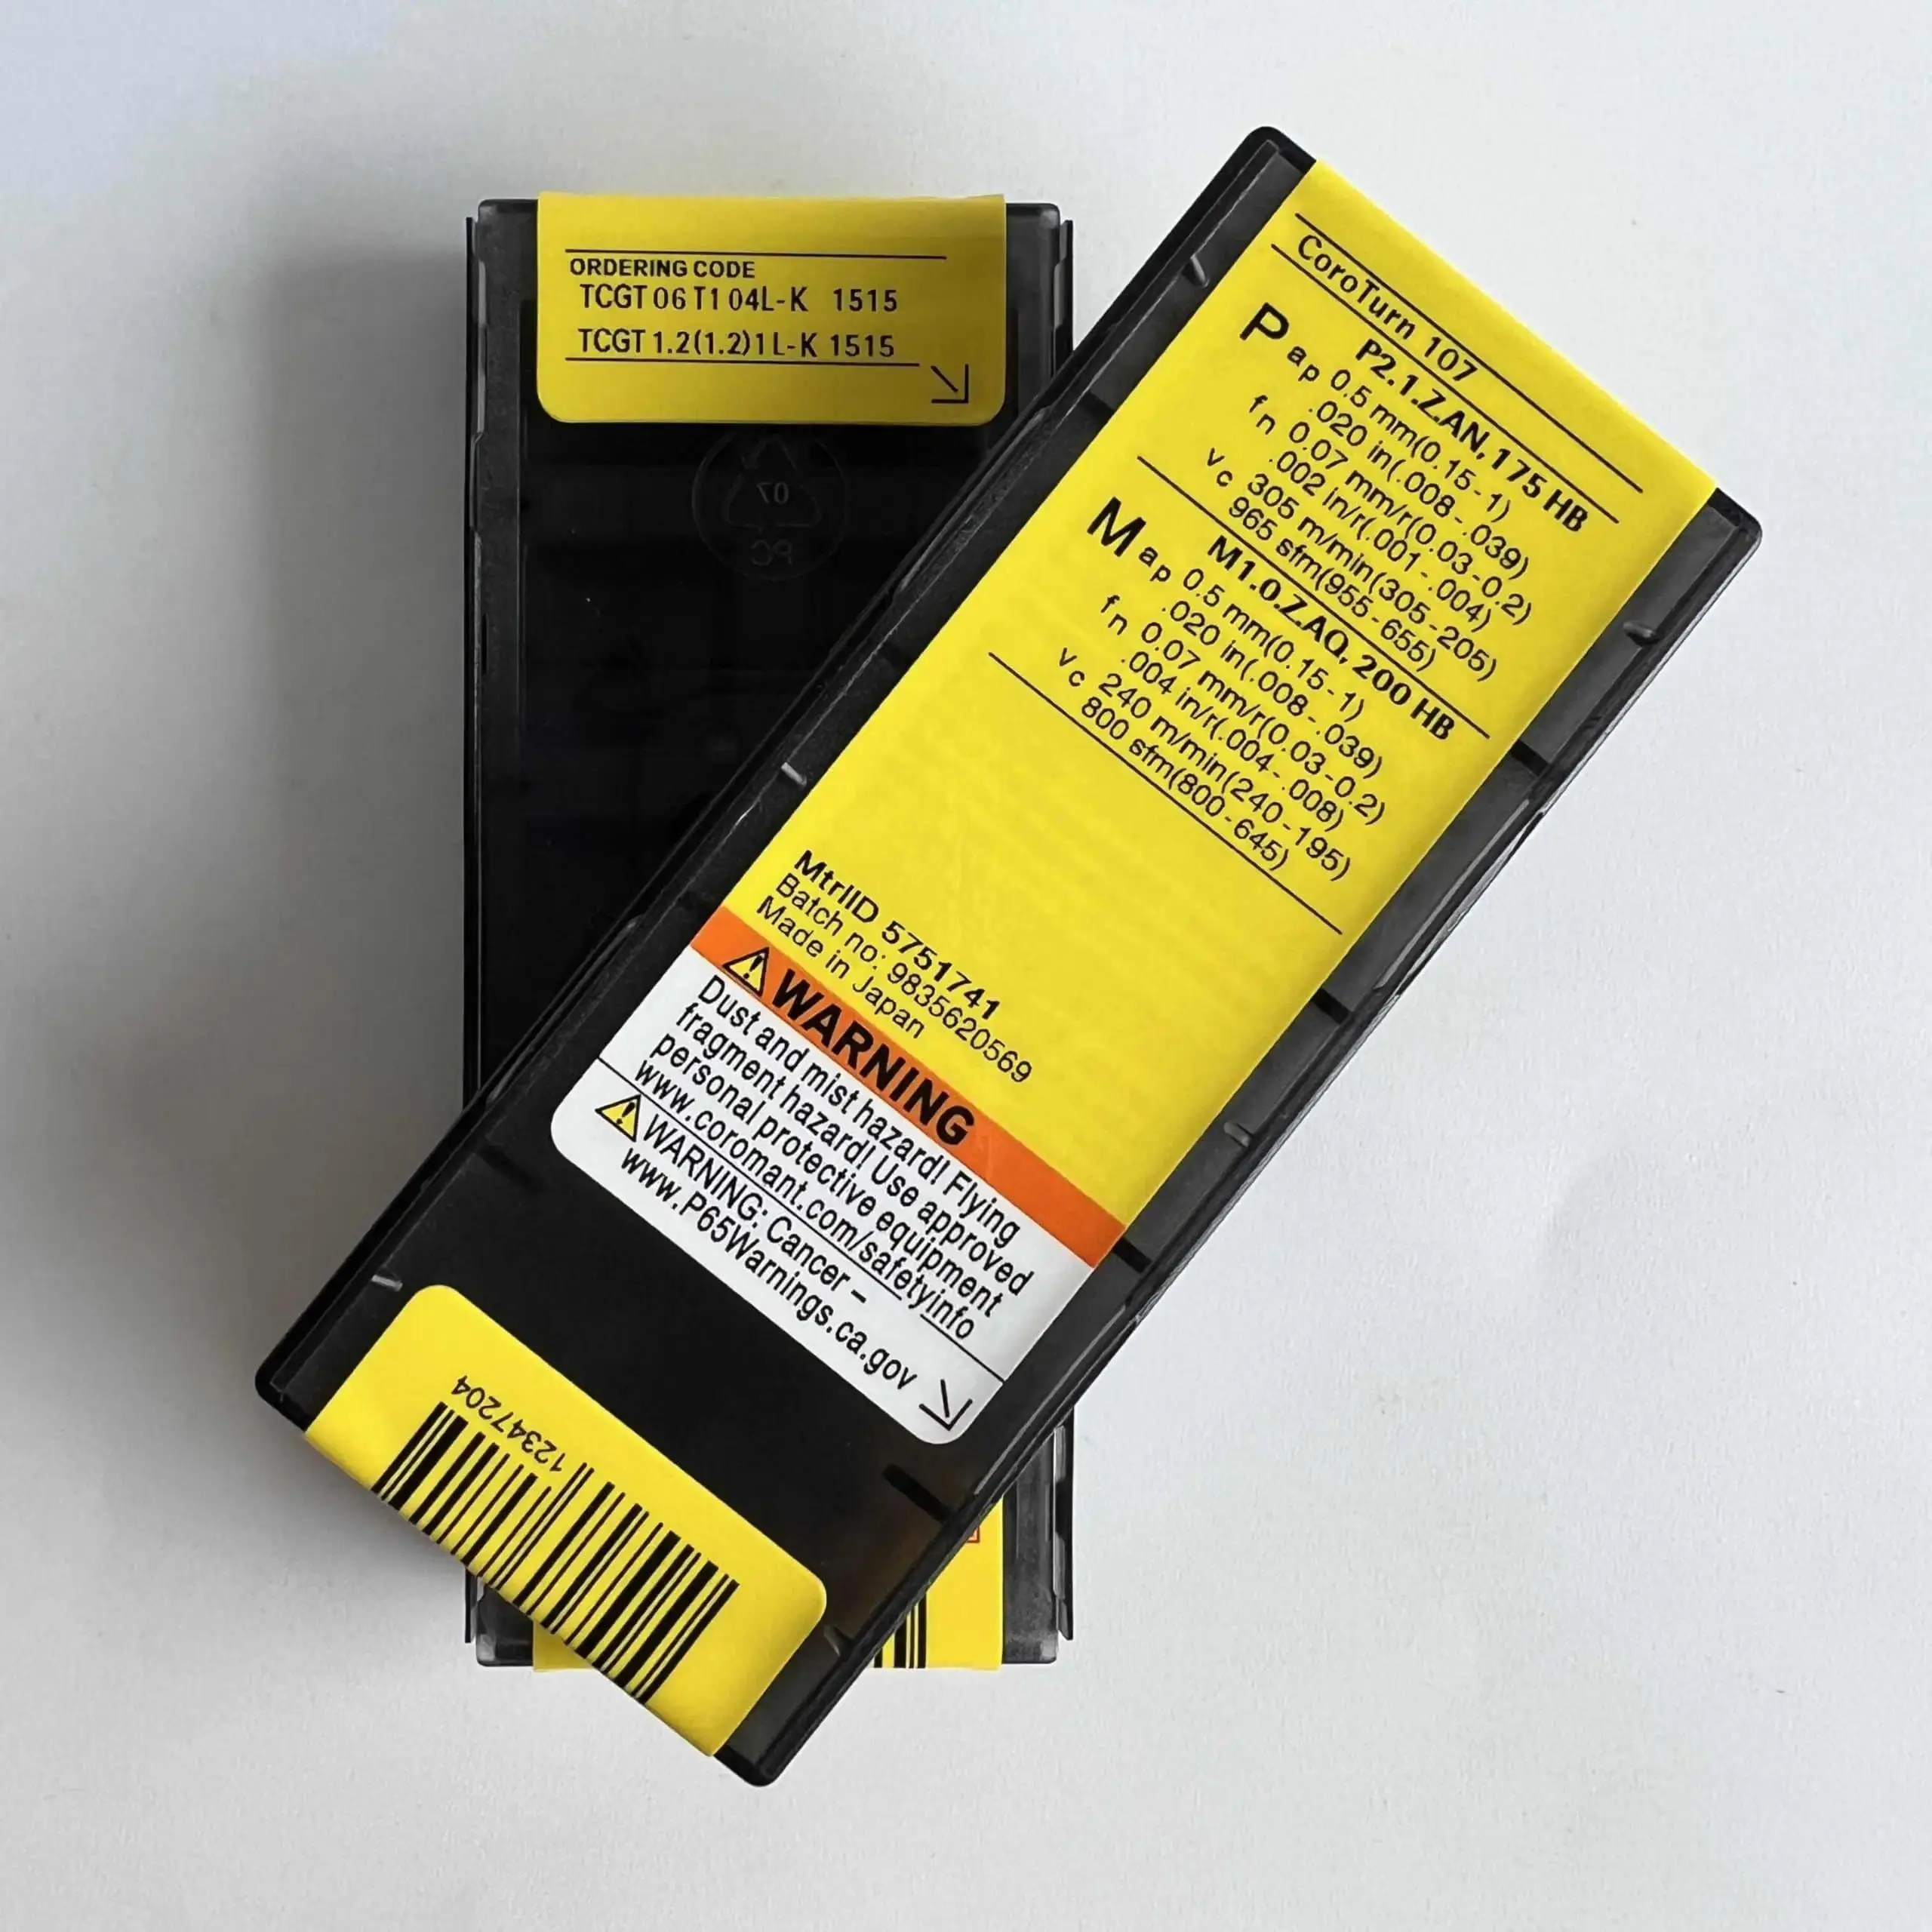 ORDERING CODE
TCGT 06 T1 04L-K 1515
TCGT 1.2(1.2)1L-K 1515
07
PC
CoroTurn 107
P2.1.Z.AN, 175 HB
P ap 0.5 mm(0.15-1)
.020 in(.008-.039)
fn 0.07 mm/r(0.03-0.2)
.002 in/r(.001-.004)
vc 305 m/min(305-205)
965 sfm(955-655)
M1.0.Z.AQ, 200 HB
M ap 0.5 mm(0.15-1)
.020 in(.008-.039)
fn 0.07 mm/r(0.03-0.2)
.004 in/r(.004-.008)
vc 240 m/min(240-195)
800 sfm(800-645)
MtrlID 5751741
Batch no: 9835620569
Made in Japan
WARNING
Dust and mist hazard! Flying
fragment hazard! Use approved
personal protective equipment
www.coromant.com/safetyinfo
WARNING: Cancer –
www.P65Warnings.ca.gov
12347204